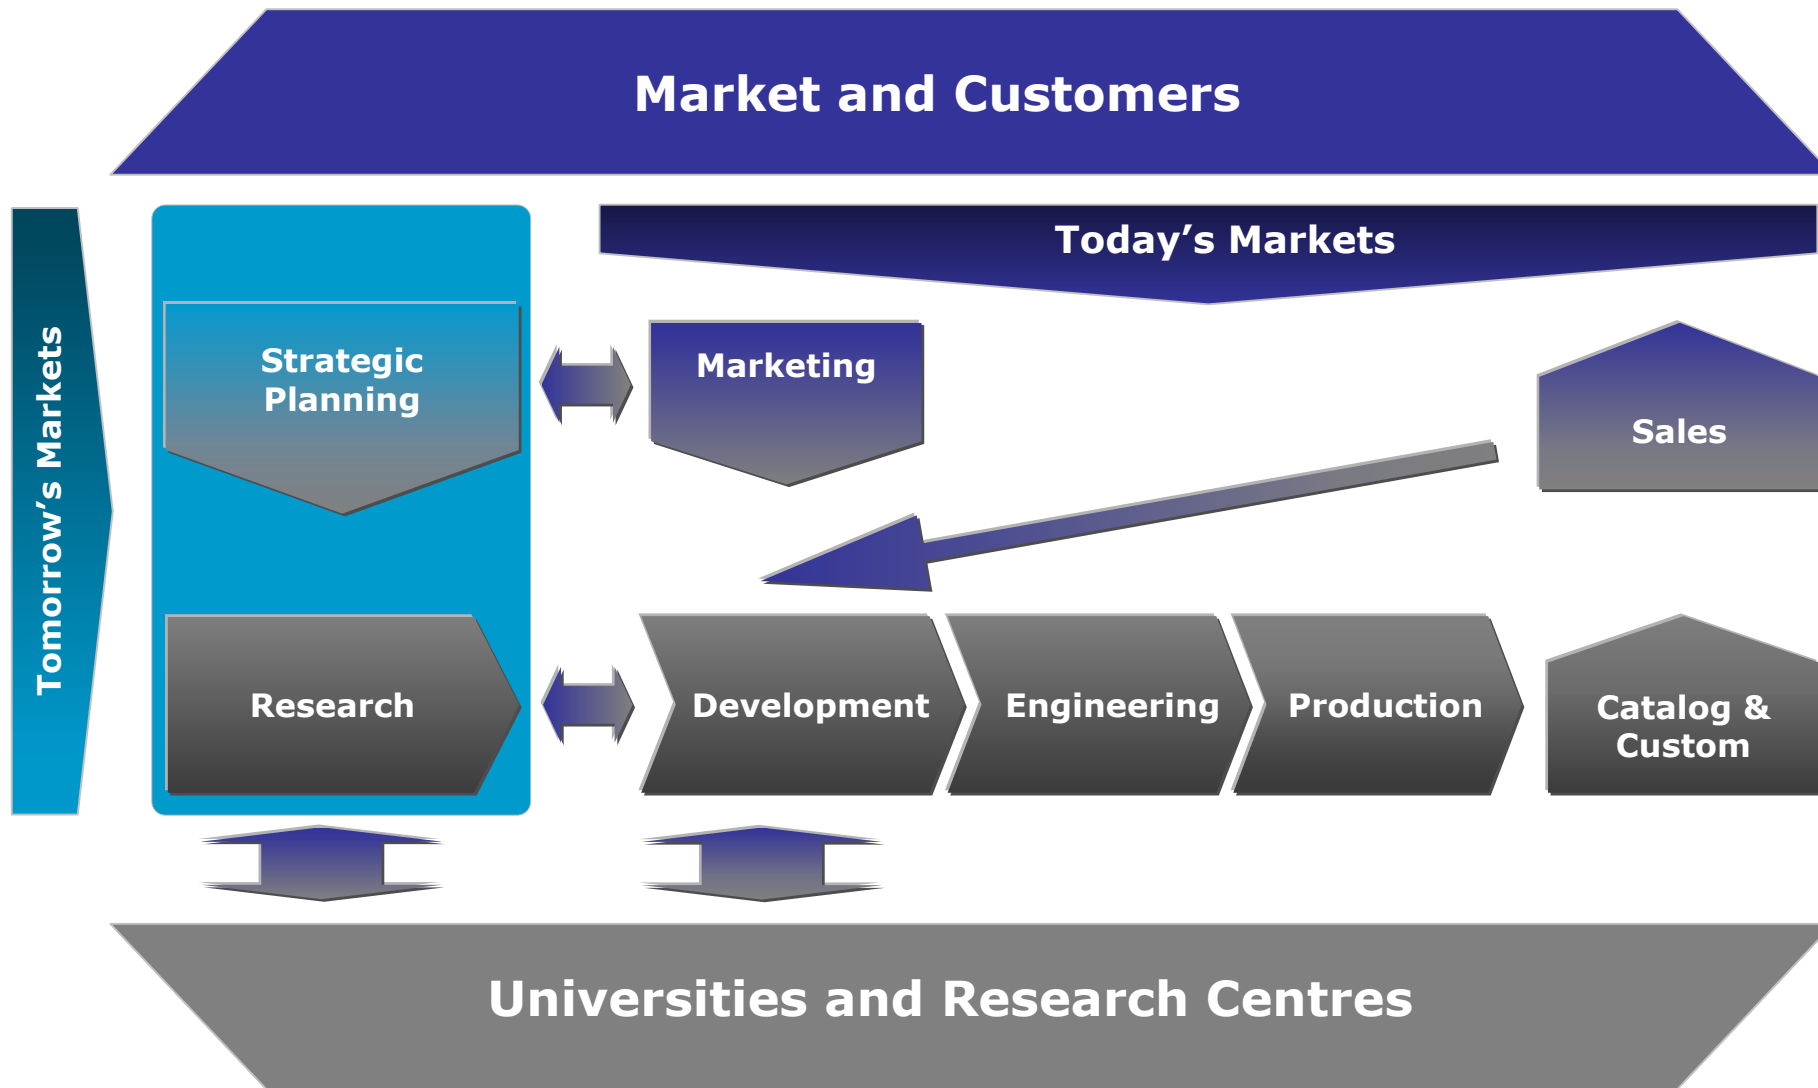 Market and Customers
Today’s Markets
Tomorrow’s Markets
Strategic
Planning
Marketing
Sales
Research
Development
Engineering
Production
Catalog &
Custom
Universities and Research Centres